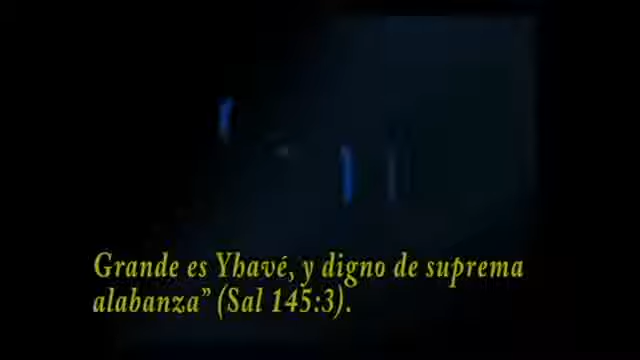 Grande es Yhavé, y digno de suprema
alabanza” (Sal 145:3).